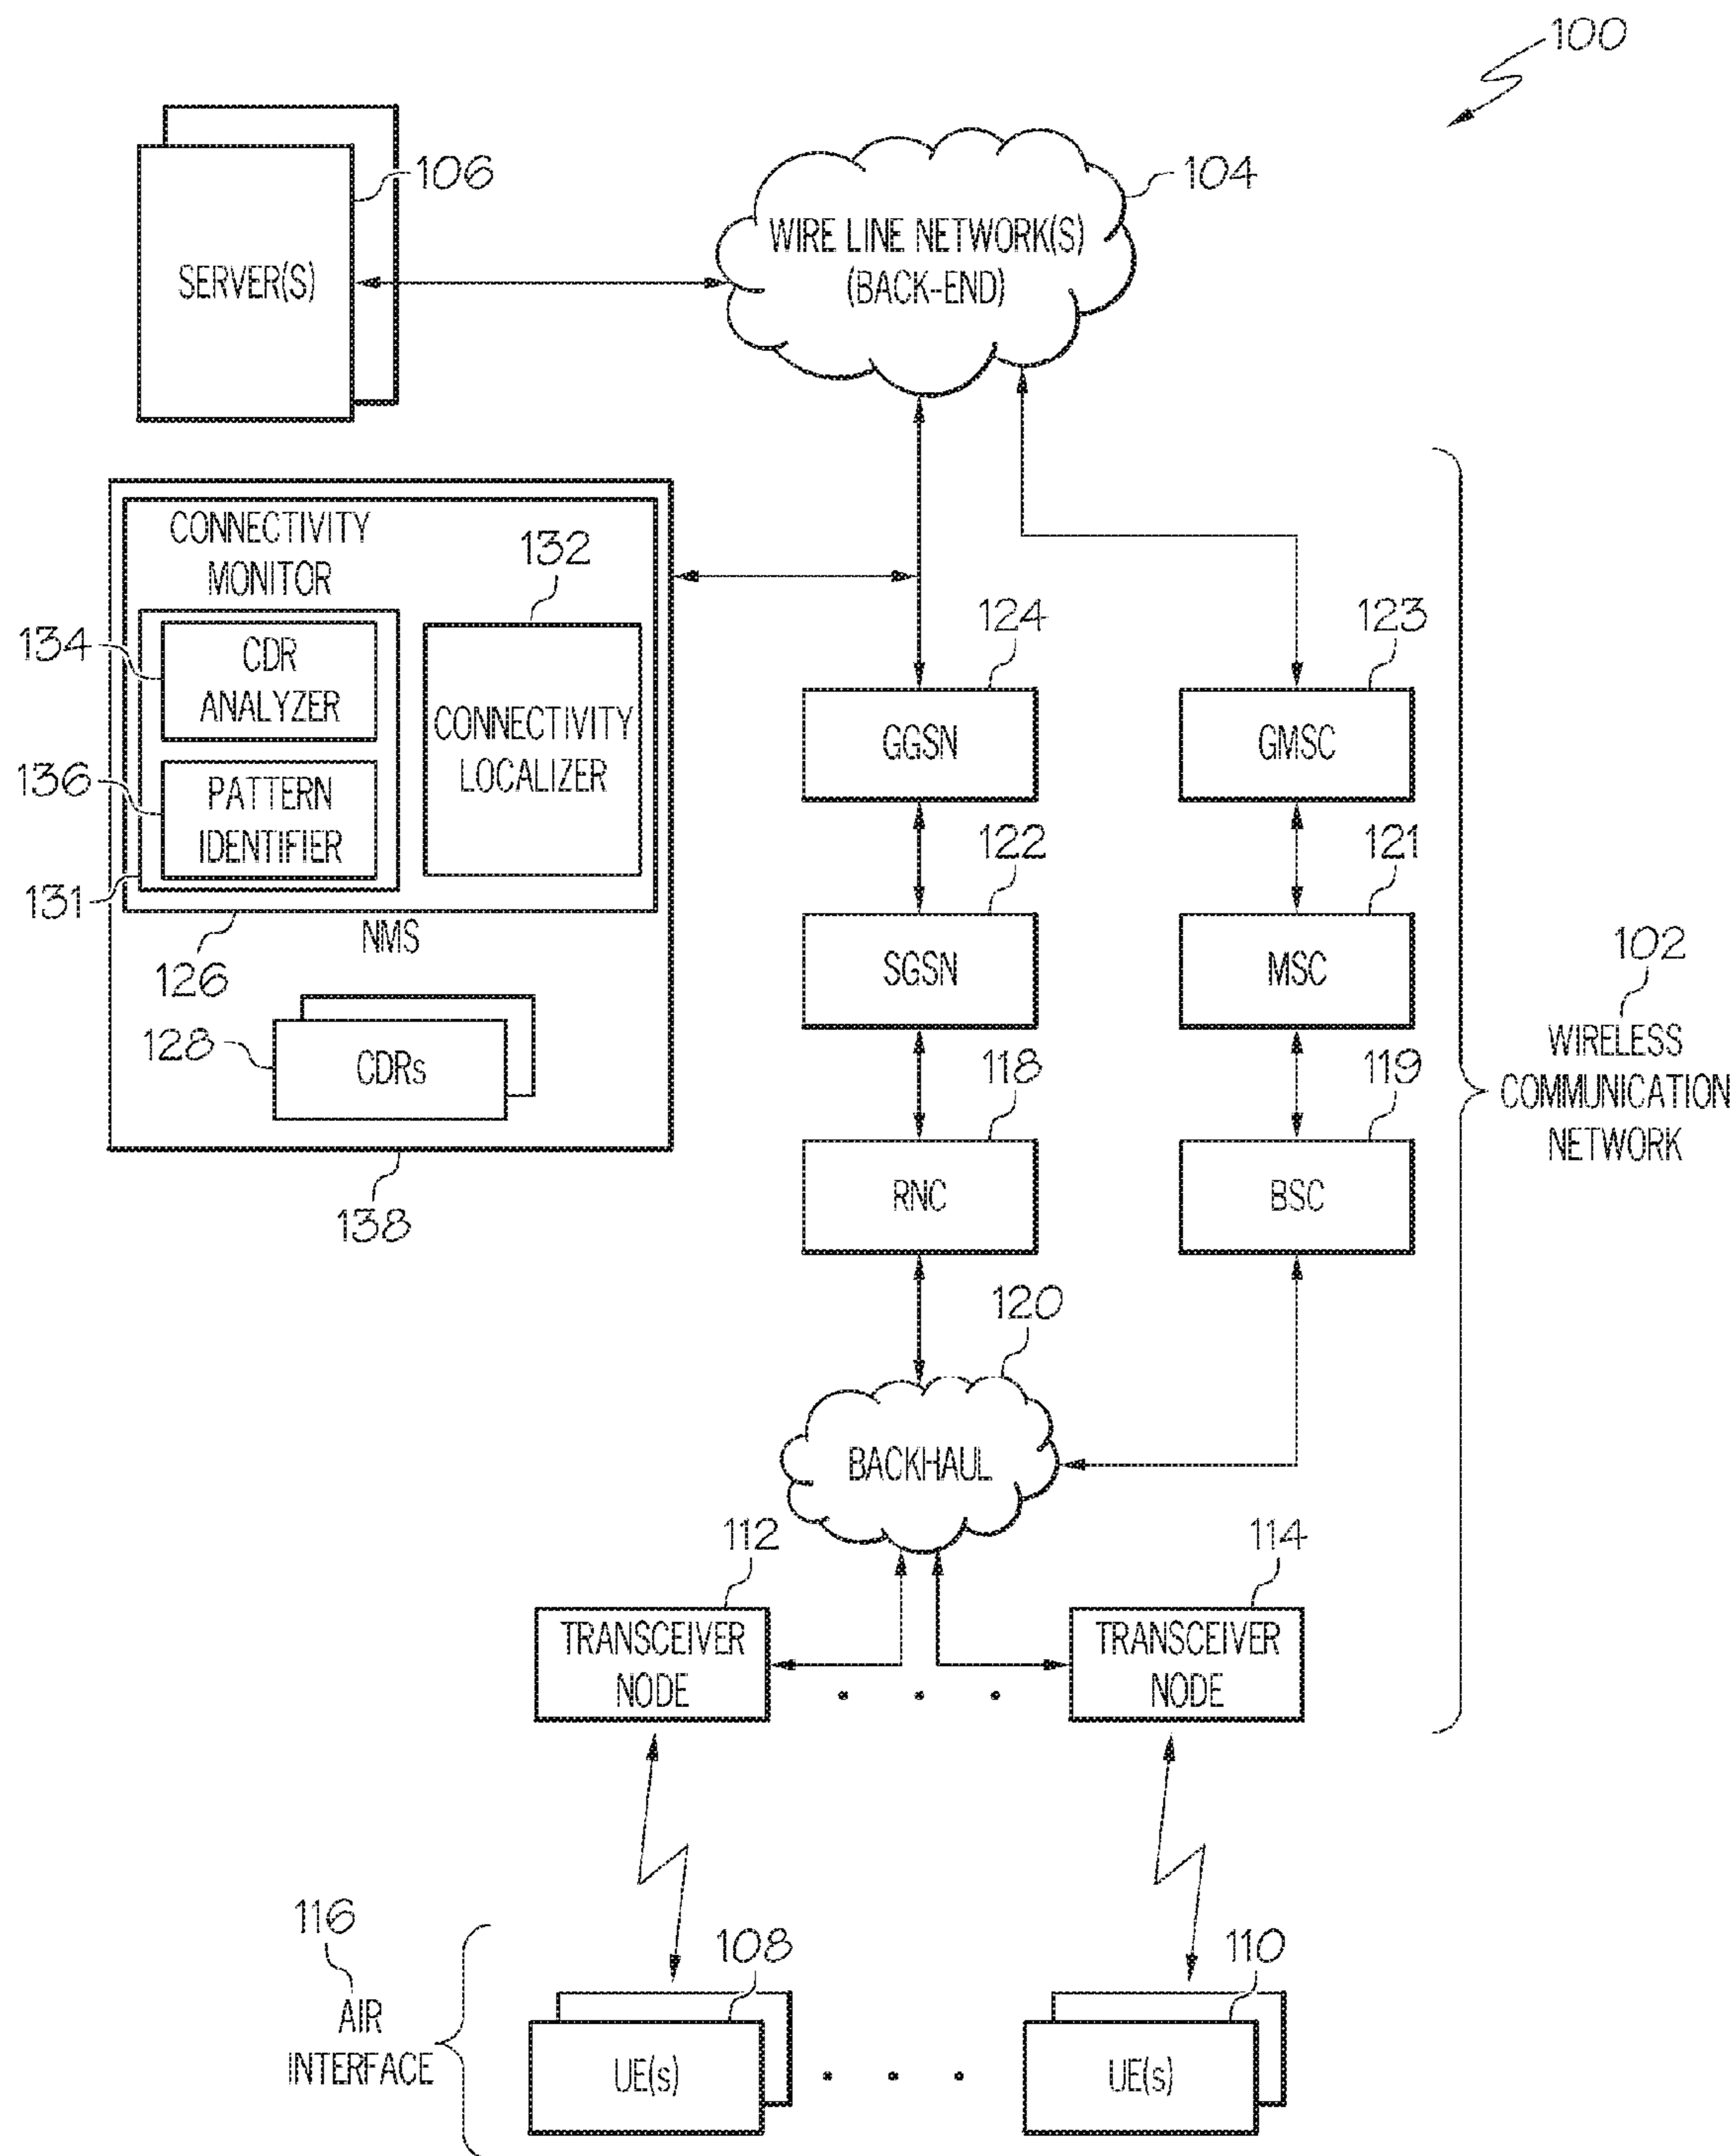 100
106
104
SERVER(S)
WIRE LINE NETWORK(S)
(BACK-END)
CONNECTIVITY
MONITOR
132
134
CDR
ANALYZER
CONNECTIVITY
LOCALIZER
136
PATTERN
IDENTIFIER
131
126
NMS
128
CDRs
138
124
GGSN
123
GMSC
122
SGSN
121
MSC
118
RNC
119
BSC
102
WIRELESS
COMMUNICATION
NETWORK
120
BACKHAUL
112
TRANSCEIVER
NODE
114
TRANSCEIVER
NODE
116
AIR
INTERFACE
108
UE(s)
110
UE(s)